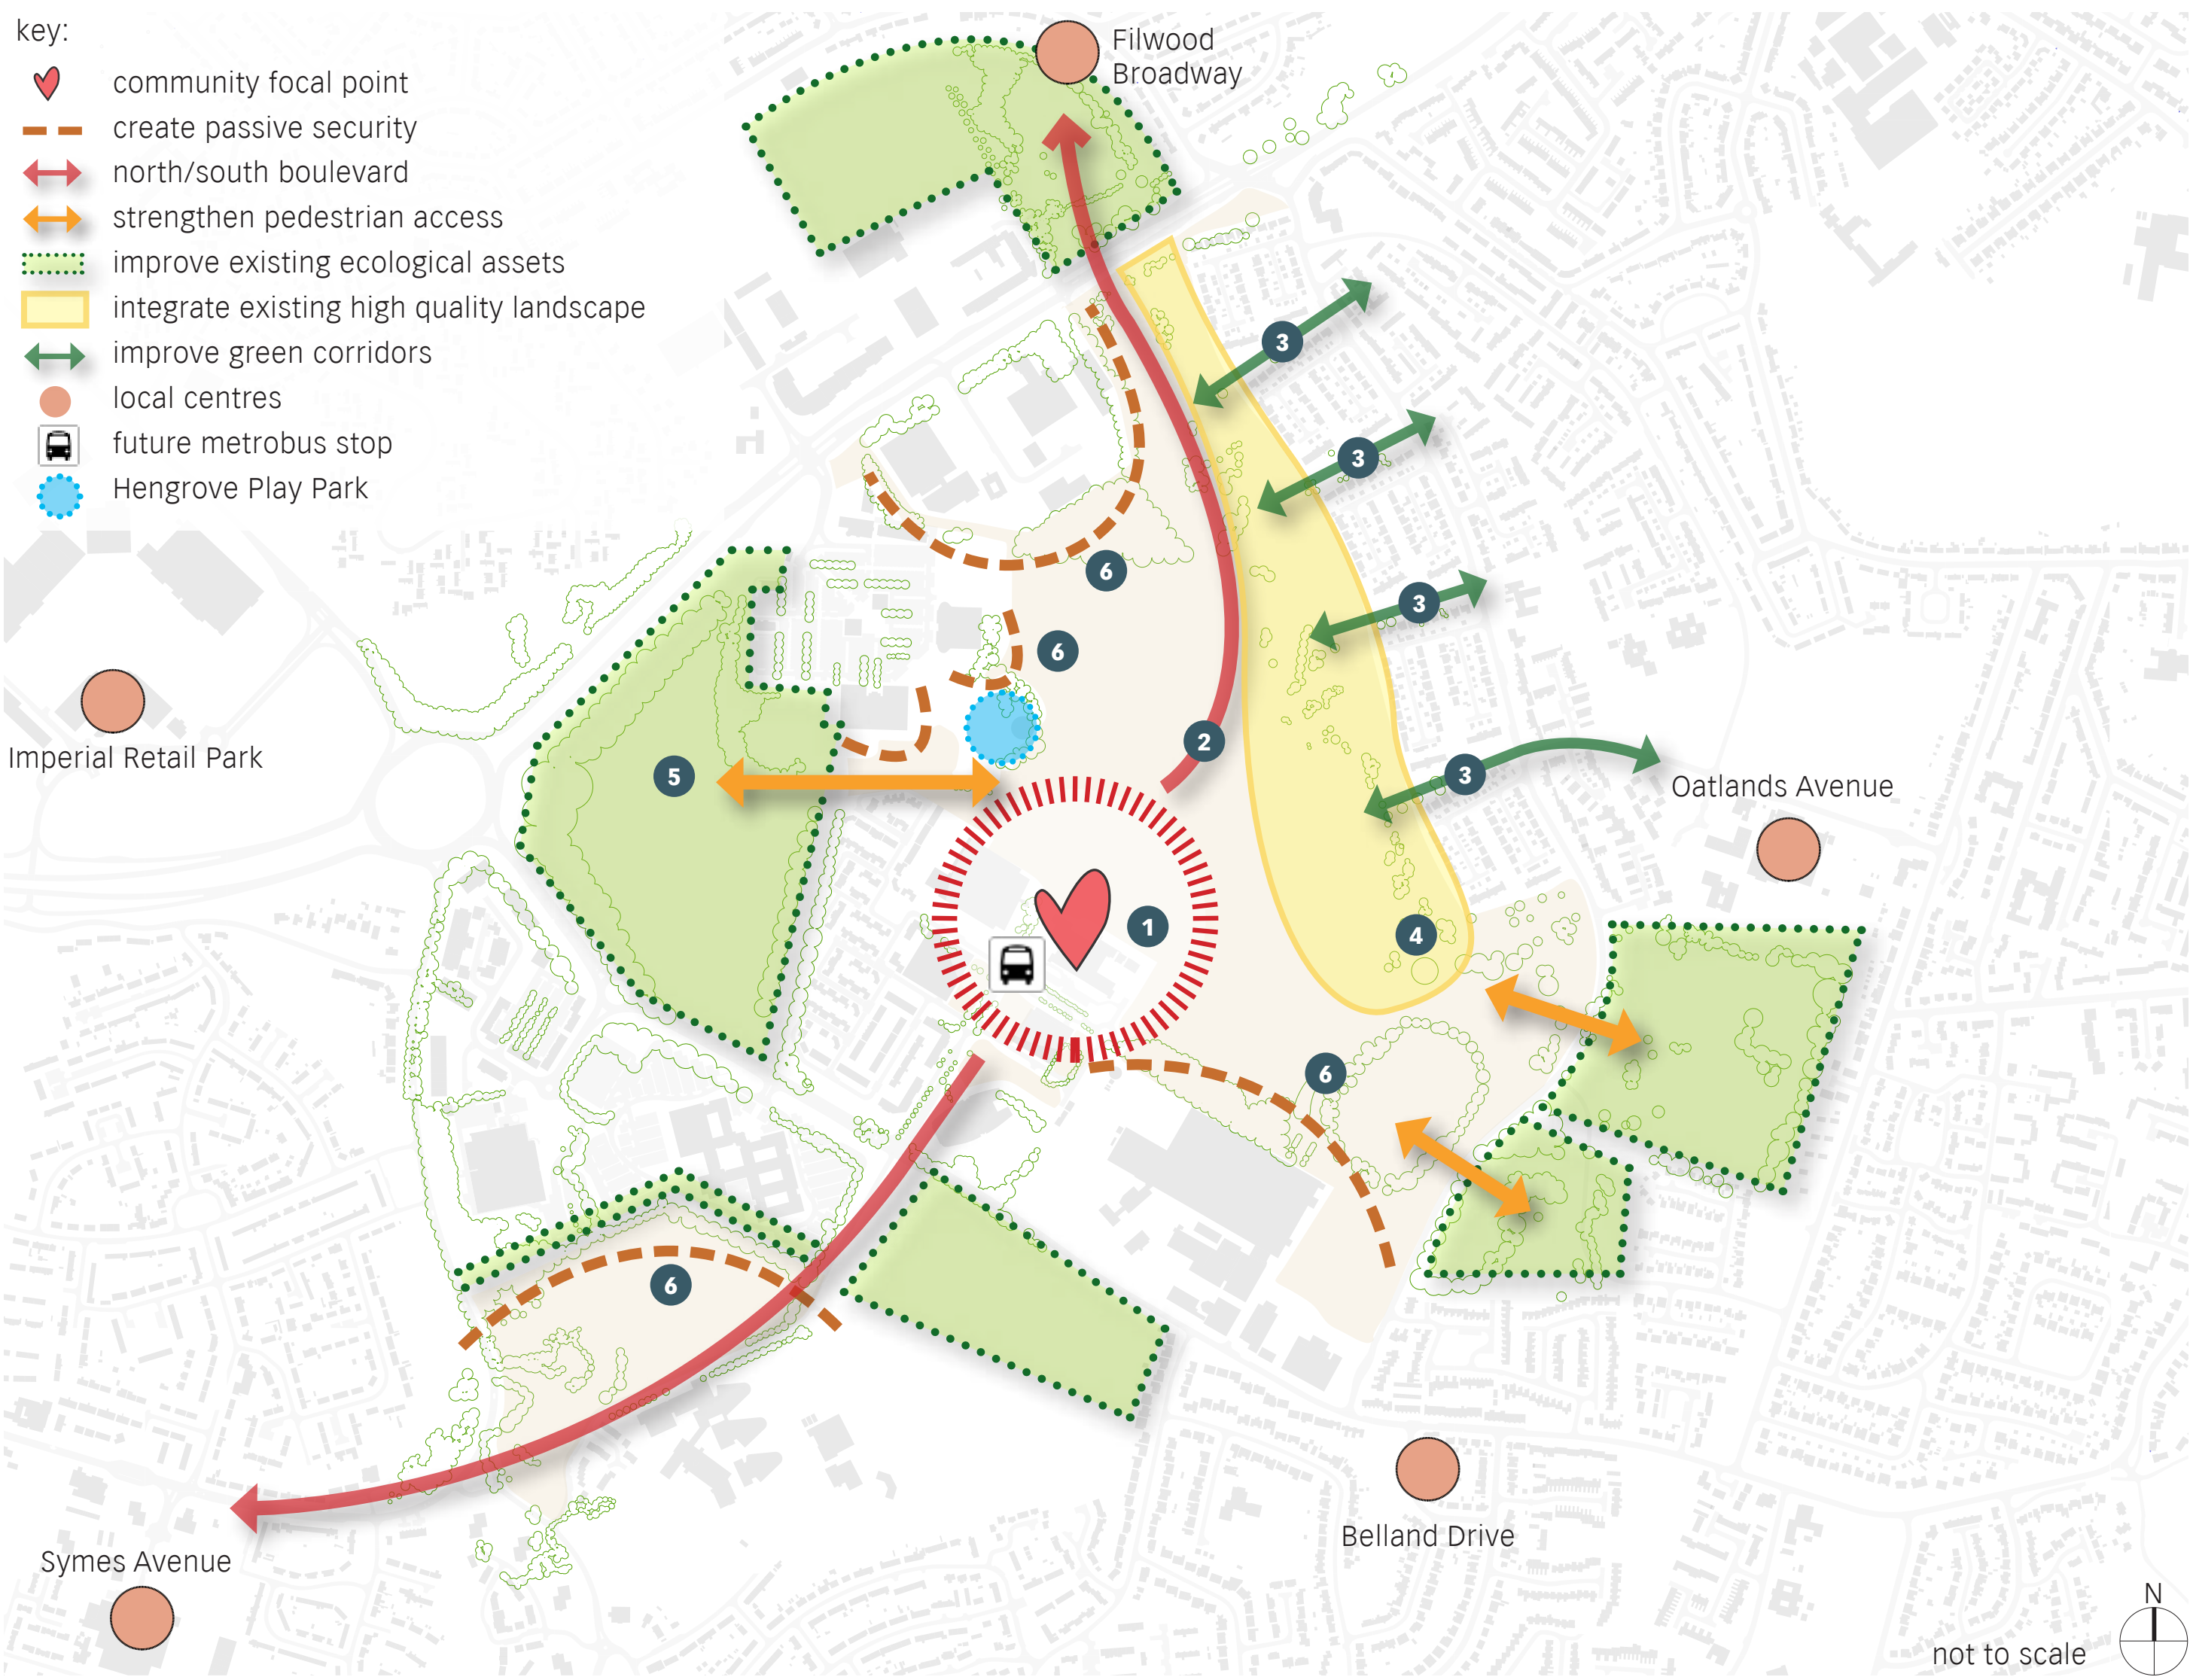 key:
community focal point
create passive security
north/south boulevard
strengthen pedestrian access
improve existing ecological assets
integrate existing high quality landscape
improve green corridors
local centres
future metrobus stop
Hengrove Play Park
Filwood
Broadway
3
3
6
3
6
Imperial Retail Park
2
5
3
Oatlands Avenue
1
4
6
6
Belland Drive
Symes Avenue
N
not to scale